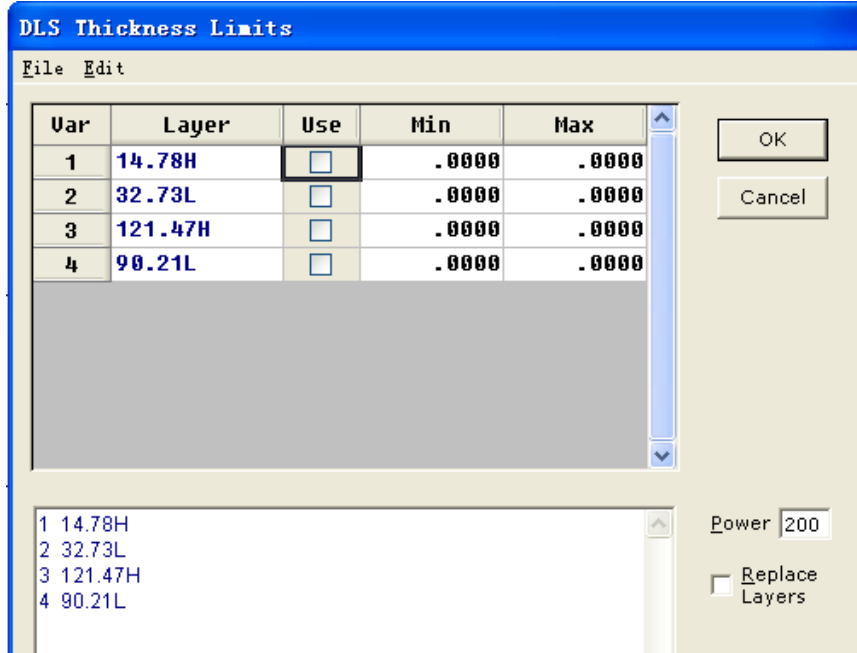 DLS Thickness Limits
File Edit
Var Layer Use Min Max
1 14.78H .0000 .0000
2 32.73L .0000 .0000
3 121.47H .0000 .0000
4 90.21L .0000 .0000
OK
Cancel
1 14.78H
2 32.73L
3 121.47H
4 90.21L
Power 200
Replace
Layers